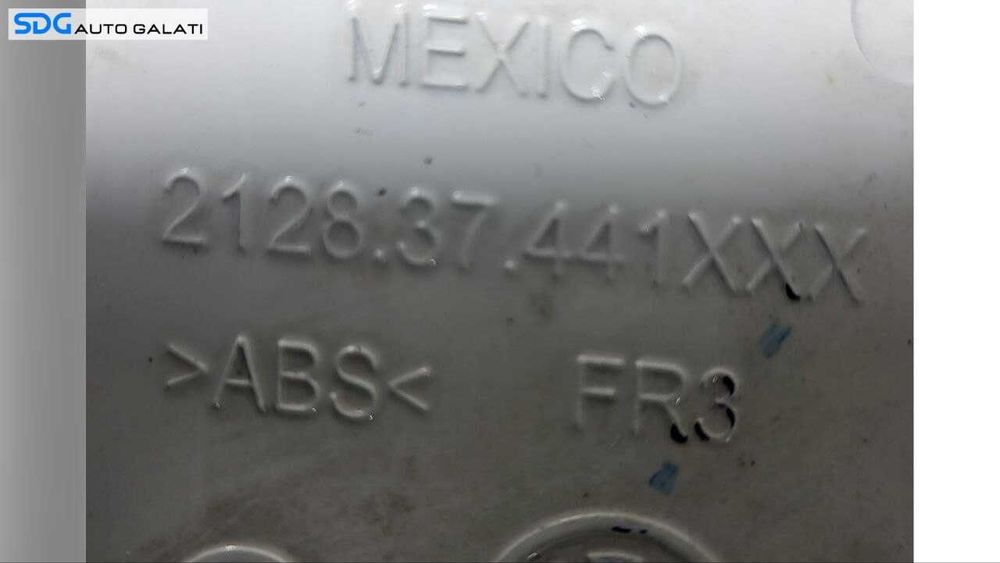 SDG AUTO GALATI
MEXICO
2128.37.441XXX
>ABS< FR3